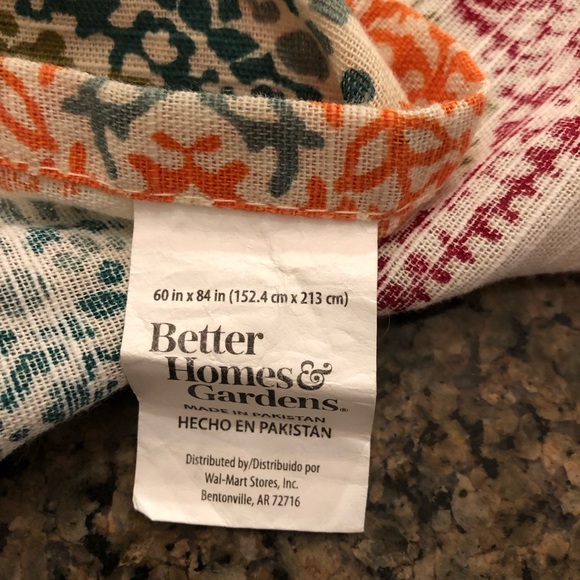 60 in x 84 in (152.4 cm x 213 cm)
Better
Homes&
Gardens®
MADE IN PAKISTAN
HECHO EN PAKISTAN
Distributed by/Distribuido por
Wal-Mart Stores, Inc.
Bentonville, AR 72716